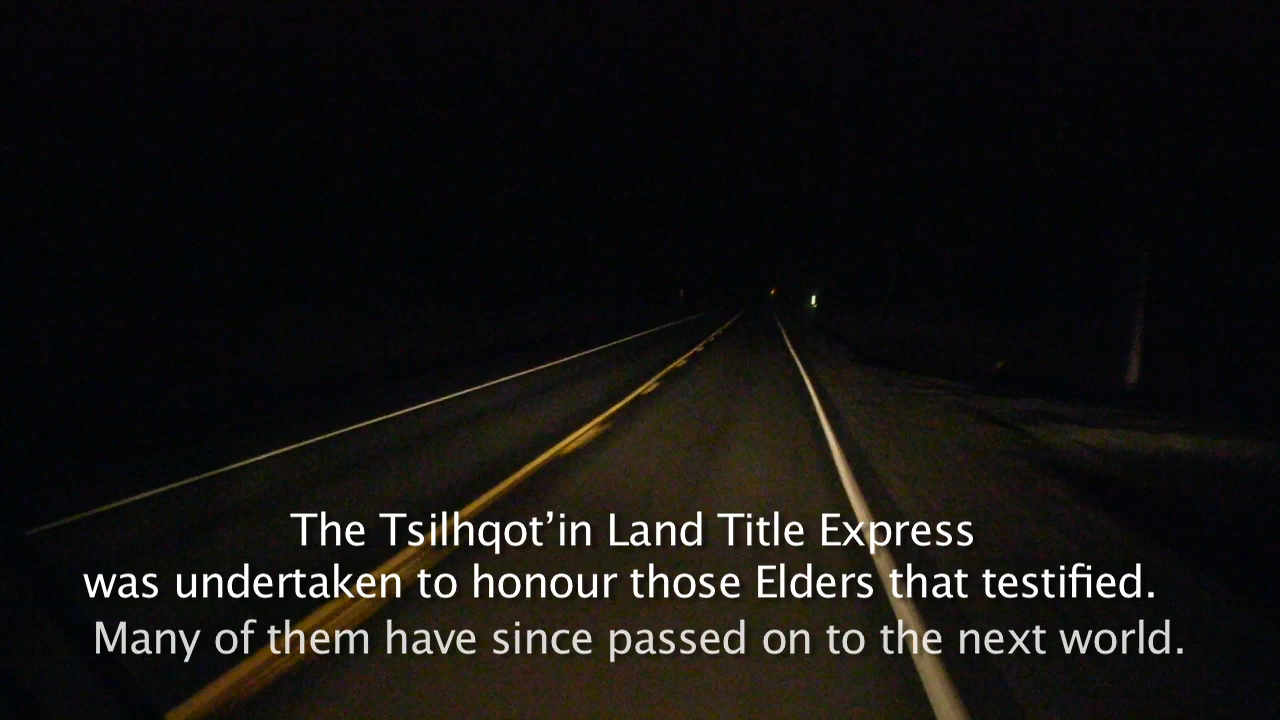 The Tsilhqot’in Land Title Express
was undertaken to honour those Elders that testified.
Many of them have since passed on to the next world.